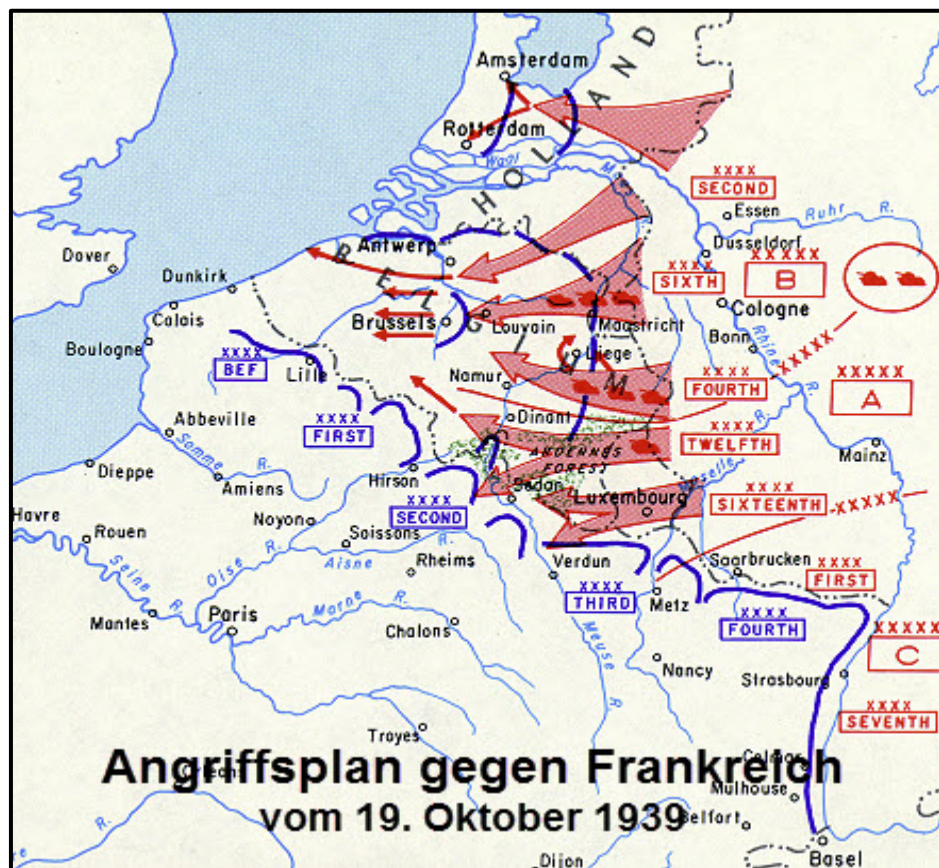 Amsterdam
HOLLAND
Rotterdam
Waal
XXXX
SECOND
Essen
Ruhr R.
Dover
Antwerp
Düsseldorf
Dunkirk
BELGIUM
XXXX
SIXTH
XXXXX
B
Calais
Brussels
Louvain
Maastricht
Cologne
Boulogne
Liege
Bonn
Rhine R.
XXXX
BEF
Lille
Namur
XXXX
FOURTH
XXXXX
XXXXX
A
Abbeville
XXXX
FIRST
Dinant
XXXX
TWELFTH
ARDENNES
FOREST
Mainz
Dieppe
Somme R.
Amiens
Hirson
Sedan
Luxembourg
XXXX
SIXTEENTH
XXXXX
Havre
Rouen
Noyon
XXXX
SECOND
Soissons
Oise R.
Aisne R.
Rheims
Verdun
Saarbrucken
XXXX
FIRST
Seine R.
XXXX
THIRD
Metz
Mantes
Paris
Marne R.
Chalons
Meuse R.
XXXX
FOURTH
XXXXX
C
Nancy
Strasbourg
XXXX
SEVENTH
Troyes
Colmar
Angriffsplan gegen Frankreich
vom 19. Oktober 1939
Mulhouse
Belfort
R.
Dijon
Basel